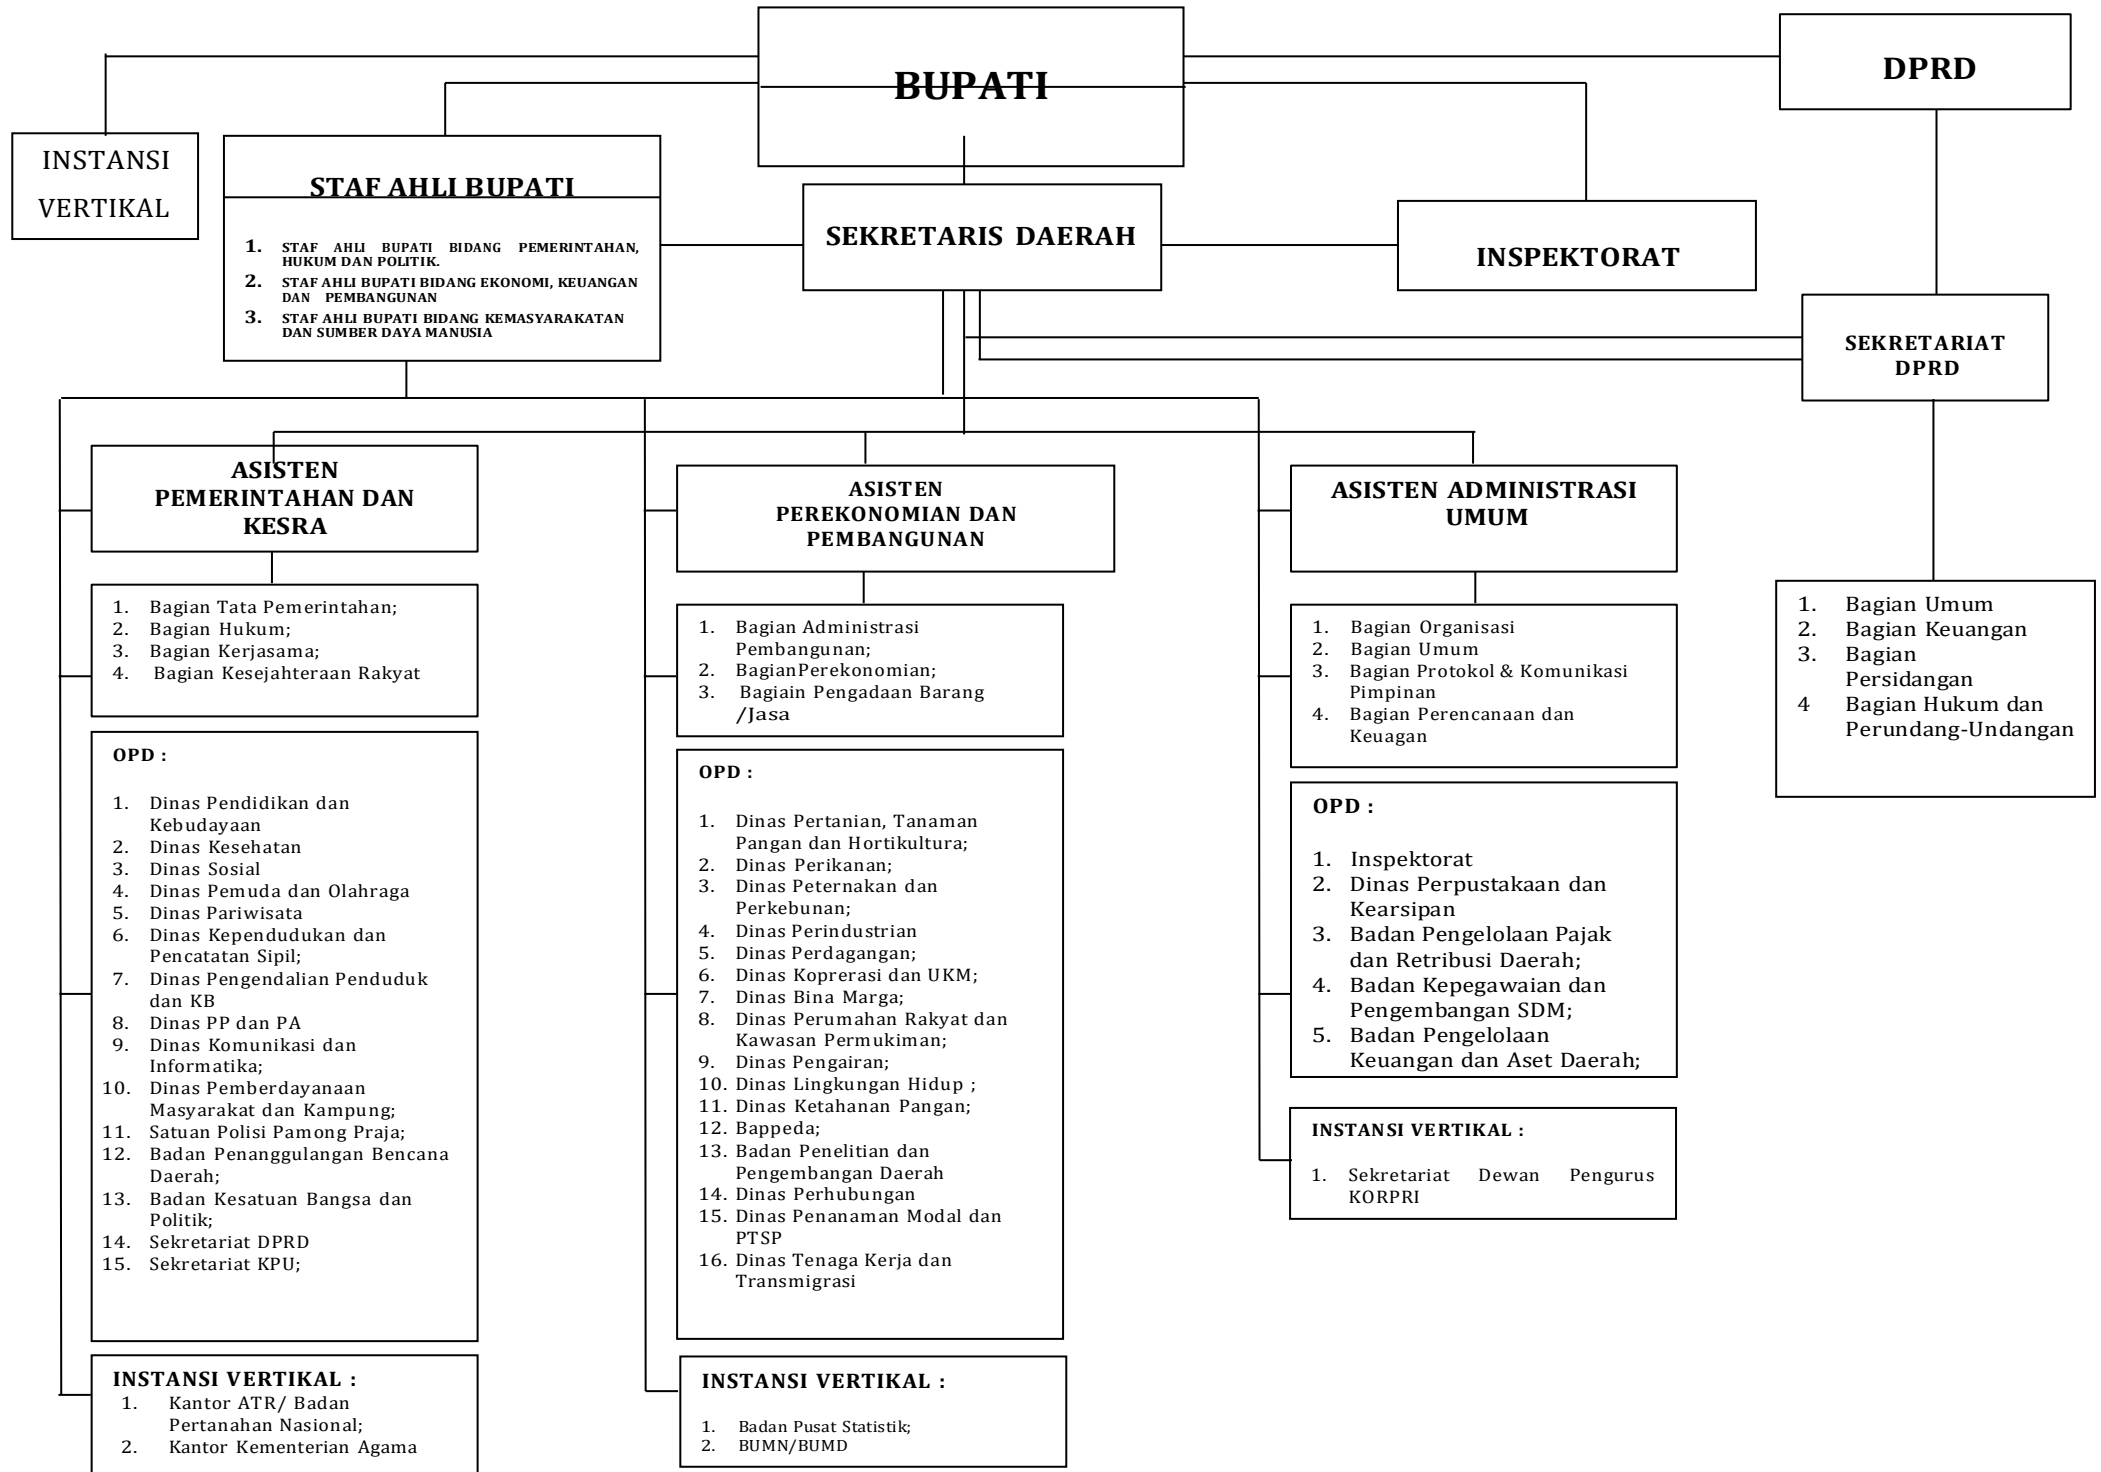 BUPATI
DPRD
INSTANSI
VERTIKAL
STAF AHLI BUPATI
1. STAF AHLI BUPATI BIDANG PEMERINTAHAN,
HUKUM DAN POLITIK.
2. STAF AHLI BUPATI BIDANG EKONOMI, KEUANGAN
DAN PEMBANGUNAN
3. STAF AHLI BUPATI BIDANG KEMASYARAKATAN
DAN SUMBER DAYA MANUSIA
SEKRETARIS DAERAH
INSPEKTORAT
SEKRETARIAT
DPRD
ASISTEN
PEMERINTAHAN DAN
KESRA
1. Bagian Tata Pemerintahan;
2. Bagian Hukum;
3. Bagian Kerjasama;
4. Bagian Kesejahteraan Rakyat
OPD :
1. Dinas Pendidikan dan
Kebudayaan
2. Dinas Kesehatan
3. Dinas Sosial
4. Dinas Pemuda dan Olahraga
5. Dinas Pariwisata
6. Dinas Kependudukan dan
Pencatatan Sipil;
7. Dinas Pengendalian Penduduk
dan KB
8. Dinas PP dan PA
9. Dinas Komunikasi dan
Informatika;
10. Dinas Pemberdayanaan
Masyarakat dan Kampung;
11. Satuan Polisi Pamong Praja;
12. Badan Penanggulangan Bencana
Daerah;
13. Badan Kesatuan Bangsa dan
Politik;
14. Sekretariat DPRD
15. Sekretariat KPU;
INSTANSI VERTIKAL :
1. Kantor ATR/ Badan
Pertanahan Nasional;
2. Kantor Kementerian Agama
ASISTEN
PEREKONOMIAN DAN
PEMBANGUNAN
1. Bagian Administrasi
Pembangunan;
2. BagianPerekonomian;
3. Bagiain Pengadaan Barang
/Jasa
OPD :
1. Dinas Pertanian, Tanaman
Pangan dan Hortikultura;
2. Dinas Perikanan;
3. Dinas Peternakan dan
Perkebunan;
4. Dinas Perindustrian
5. Dinas Perdagangan;
6. Dinas Koprerasi dan UKM;
7. Dinas Bina Marga;
8. Dinas Perumahan Rakyat dan
Kawasan Permukiman;
9. Dinas Pengairan;
10. Dinas Lingkungan Hidup ;
11. Dinas Ketahanan Pangan;
12. Bappeda;
13. Badan Penelitian dan
Pengembangan Daerah
14. Dinas Perhubungan
15. Dinas Penanaman Modal dan
PTSP
16. Dinas Tenaga Kerja dan
Transmigrasi
INSTANSI VERTIKAL :
1. Badan Pusat Statistik;
2. BUMN/BUMD
ASISTEN ADMINISTRASI
UMUM
1. Bagian Organisasi
2. Bagian Umum
3. Bagian Protokol & Komunikasi
Pimpinan
4. Bagian Perencanaan dan
Keuagan
OPD :
1. Inspektorat
2. Dinas Perpustakaan dan
Kearsipan
3. Badan Pengelolaan Pajak
dan Retribusi Daerah;
4. Badan Kepegawaian dan
Pengembangan SDM;
5. Badan Pengelolaan
Keuangan dan Aset Daerah;
INSTANSI VERTIKAL :
1. Sekretariat Dewan Pengurus
KORPRI
1. Bagian Umum
2. Bagian Keuangan
3. Bagian
Persidangan
4 Bagian Hukum dan
Perundang-Undangan